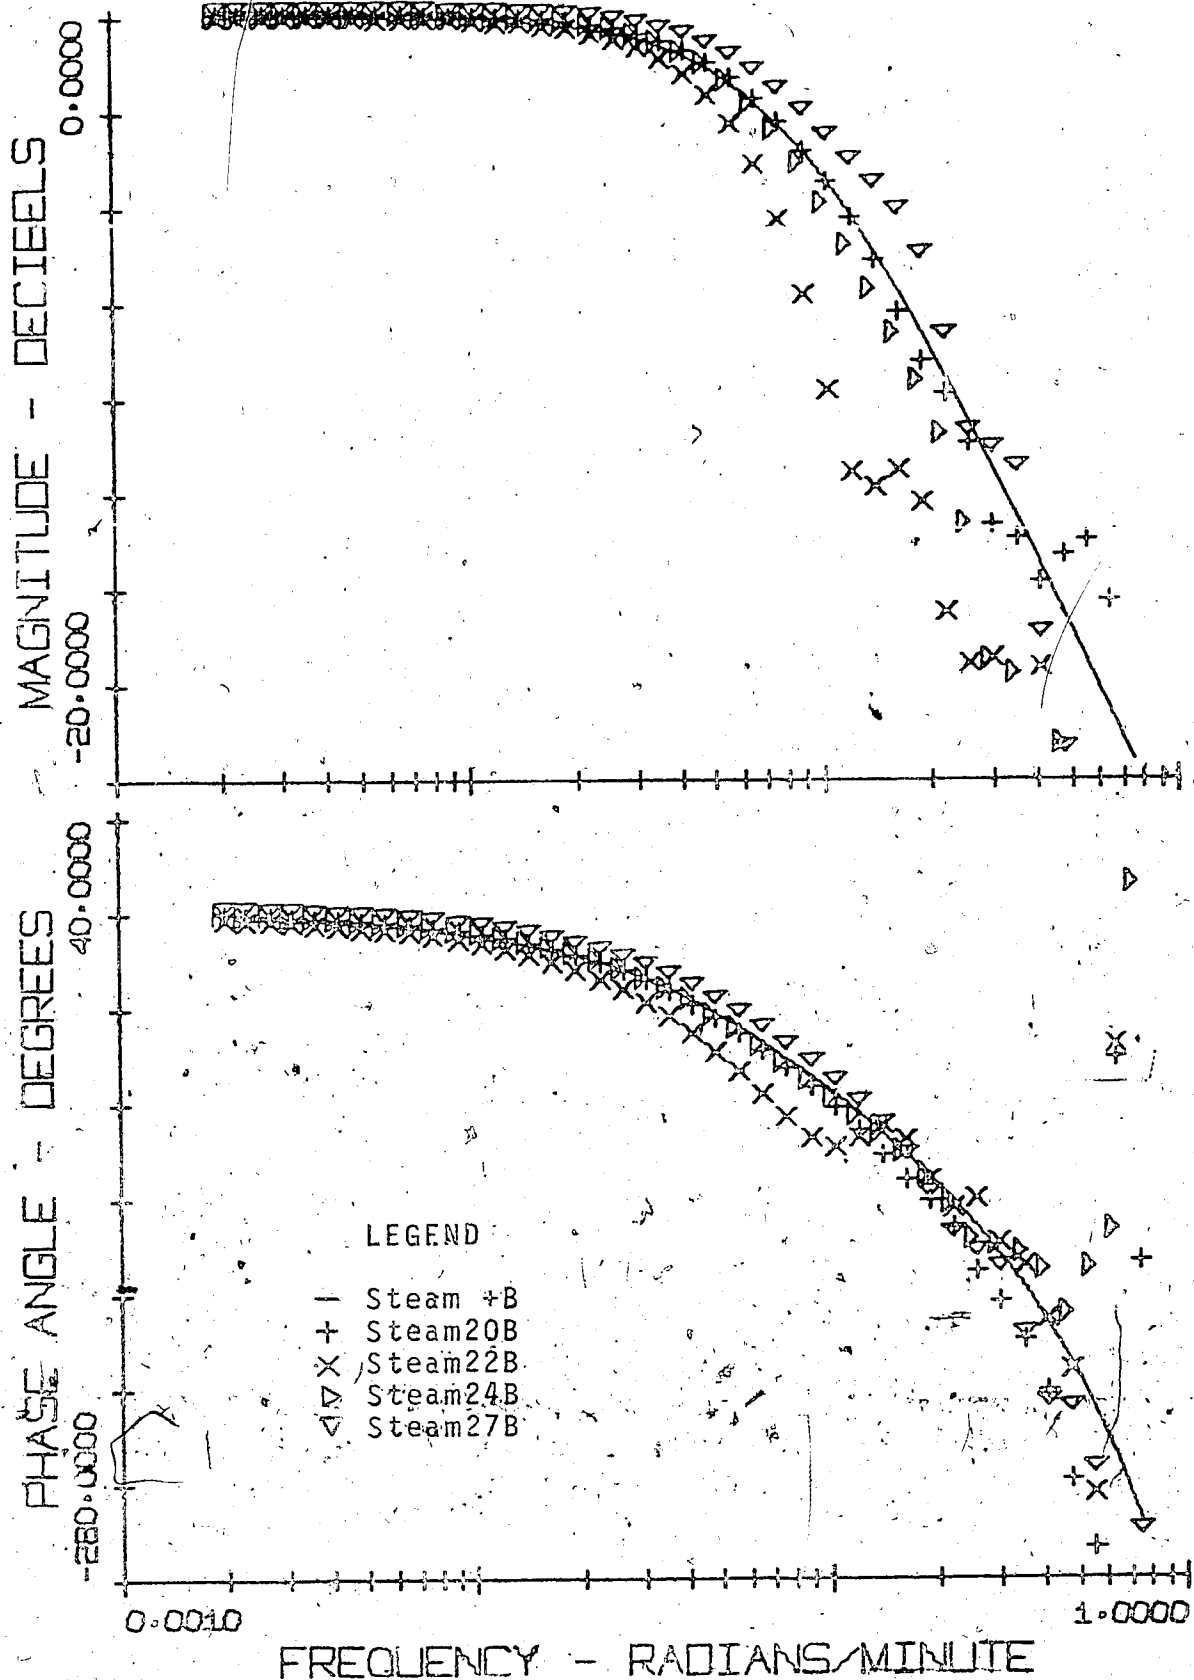 0.0000
MAGNITUDE - DECIBELS
-20.0000
40.0000
PHASE ANGLE - DEGREES
-280.0000
LEGEND
— Steam +B
+ Steam20B
× Steam22B
▷ Steam24B
▽ Steam27B
0.0010 1.0000
FREQUENCY - RADIANS/MINUTE